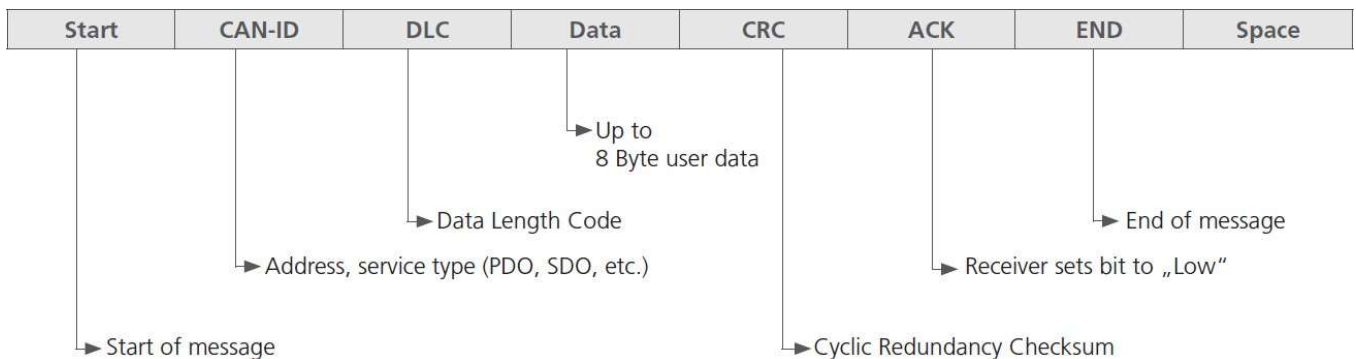 Start CAN-ID DLC Data CRC ACK END Space
Up to
8 Byte user data
Data Length Code
End of message
Address, service type (PDO, SDO, etc.)
Receiver sets bit to „Low“
Start of message
Cyclic Redundancy Checksum